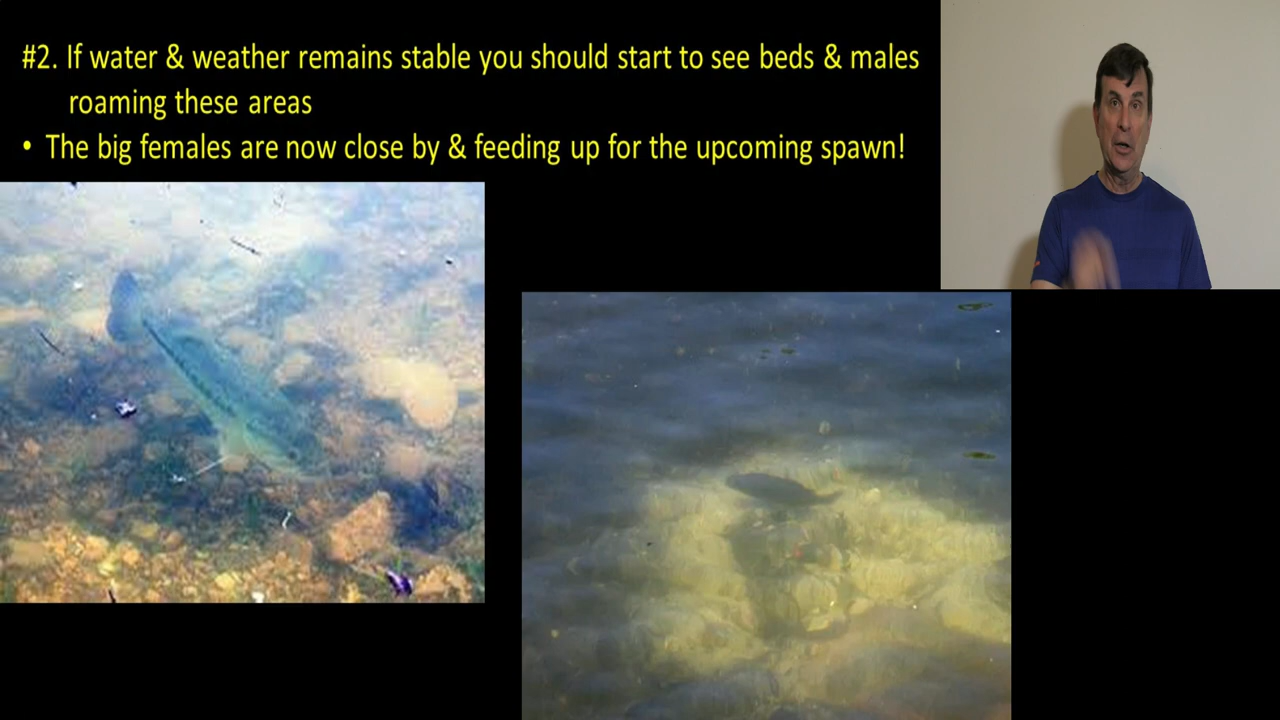 #2. If water & weather remains stable you should start to see beds & males
roaming these areas
• The big females are now close by & feeding up for the upcoming spawn!